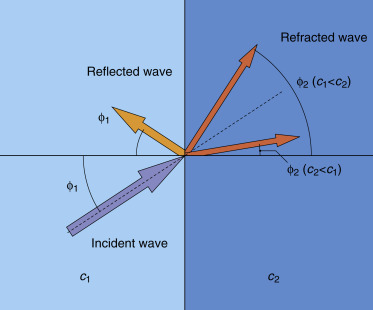 Refracted wave
Reflected wave
ϕ2 (c1<c2)
ϕ1
ϕ2 (c2<c1)
ϕ1
Incident wave
c1
c2